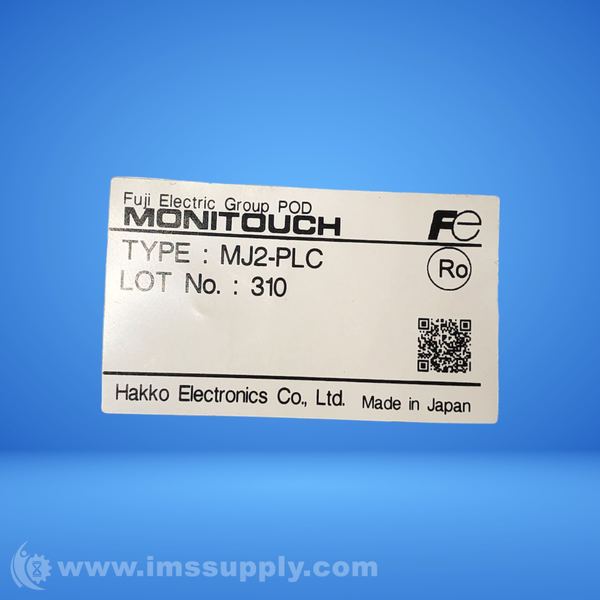 Fuji Electric Group POD
MONITOUCH
Fe
TYPE : MJ2-PLC
Ro
LOT No. : 310
Hakko Electronics Co., Ltd. Made in Japan
www.imssupply.com